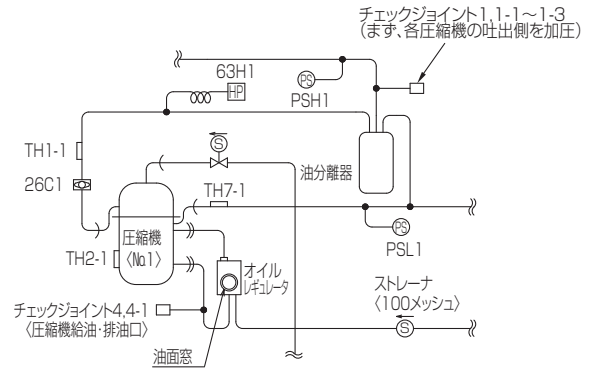 チェックジョイント1,1-1～1-3
(まず、各圧縮機の吐出側を加圧)
63H1
HP
PS
PSH1
TH1-1
S
油分離器
26C1
TH7-1
圧縮機
〈No.1〉
TH2-1
PS
PSL1
オイル
レギュレータ
ストレーナ
〈100メッシュ〉
チェックジョイント4,4-1
〈圧縮機給油・排油口〉
S
油面窓